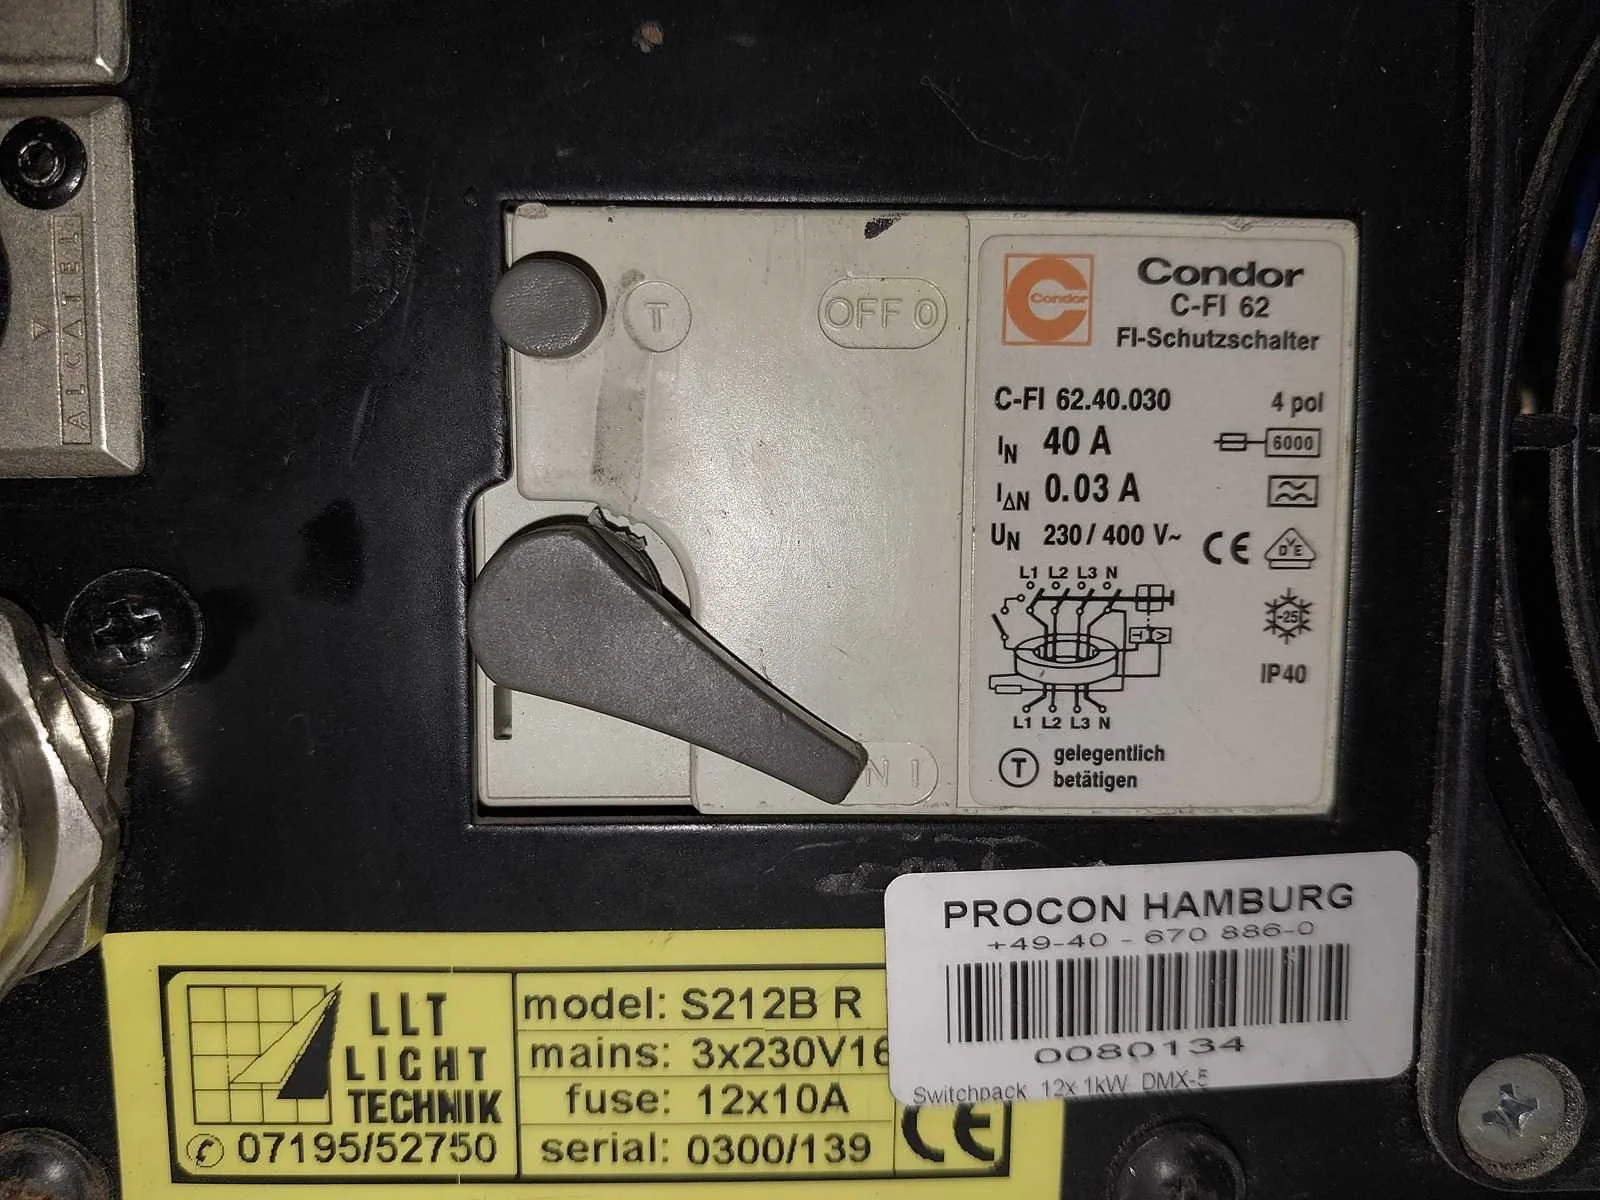 ALCATEL
T
OFF 0
N I
Condor
Condor
C-FI 62
FI-Schutzschalter
C-FI 62.40.030
4 pol
IN 40 A
6000
I∆N 0.03 A
UN 230 / 400 V~
CE
DVE
L1 L2 L3 N
-25
IP40
L1 L2 L3 N
T gelegentlich
betätigen
PROCON HAMBURG
+49-40 - 670 886-0
0080134
Switchpack 12x 1kW DMX-5
LLT
LICHT
TECHNIK
✆ 07195/52750
model: S212B R
mains: 3x230V16
fuse: 12x10A
serial: 0300/139
CE